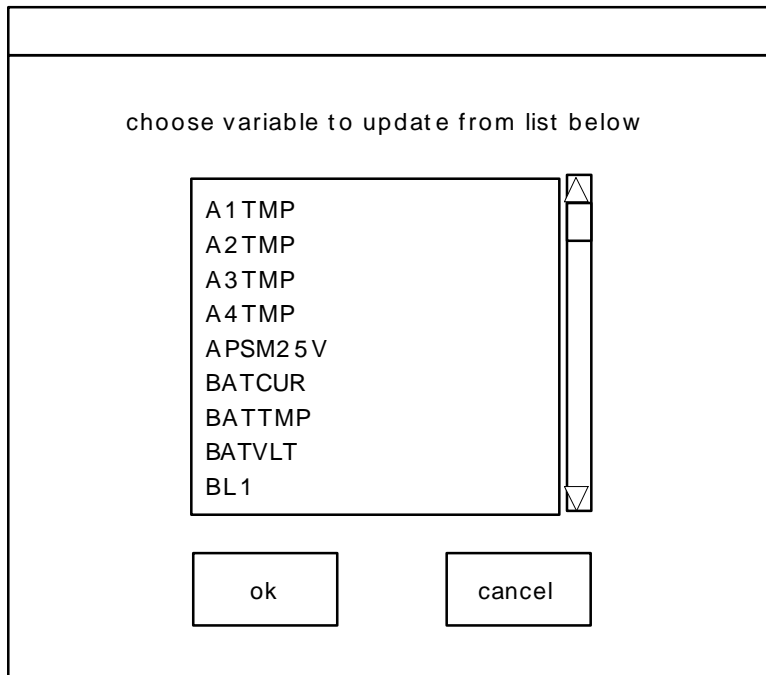 choose variable to update from list below
A1TMP
A2TMP
A3TMP
A4TMP
APSM25V
BATCUR
BATTMP
BATVLT
BL1
ok cancel